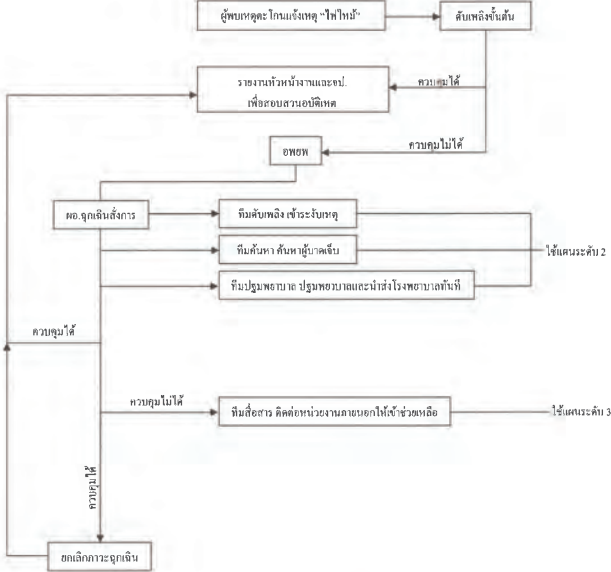 ผู้พบเหตุตะโกนแจ้งเหตุ “ไฟไหม้”
ดับเพลิงขั้นต้น
รายงานหัวหน้างานและจป.
เพื่อสอบสวนอุบัติเหตุ
ควบคุมได้
อพยพ
ควบคุมไม่ได้
ผอ.ฉุกเฉินสั่งการ
ทีมดับเพลิง เข้าระงับเหตุ
ทีมค้นหา ค้นหาผู้บาดเจ็บ
ใช้แผนระดับ 2
ทีมปฐมพยาบาล ปฐมพยาบาลและนำส่งโรงพยาบาลทันที
ควบคุมได้
ควบคุมไม่ได้
ทีมสื่อสาร ติดต่อหน่วยงานภายนอกให้เข้าช่วยเหลือ
ใช้แผนระดับ 3
ควบคุมได้
ยกเลิกภาวะฉุกเฉิน